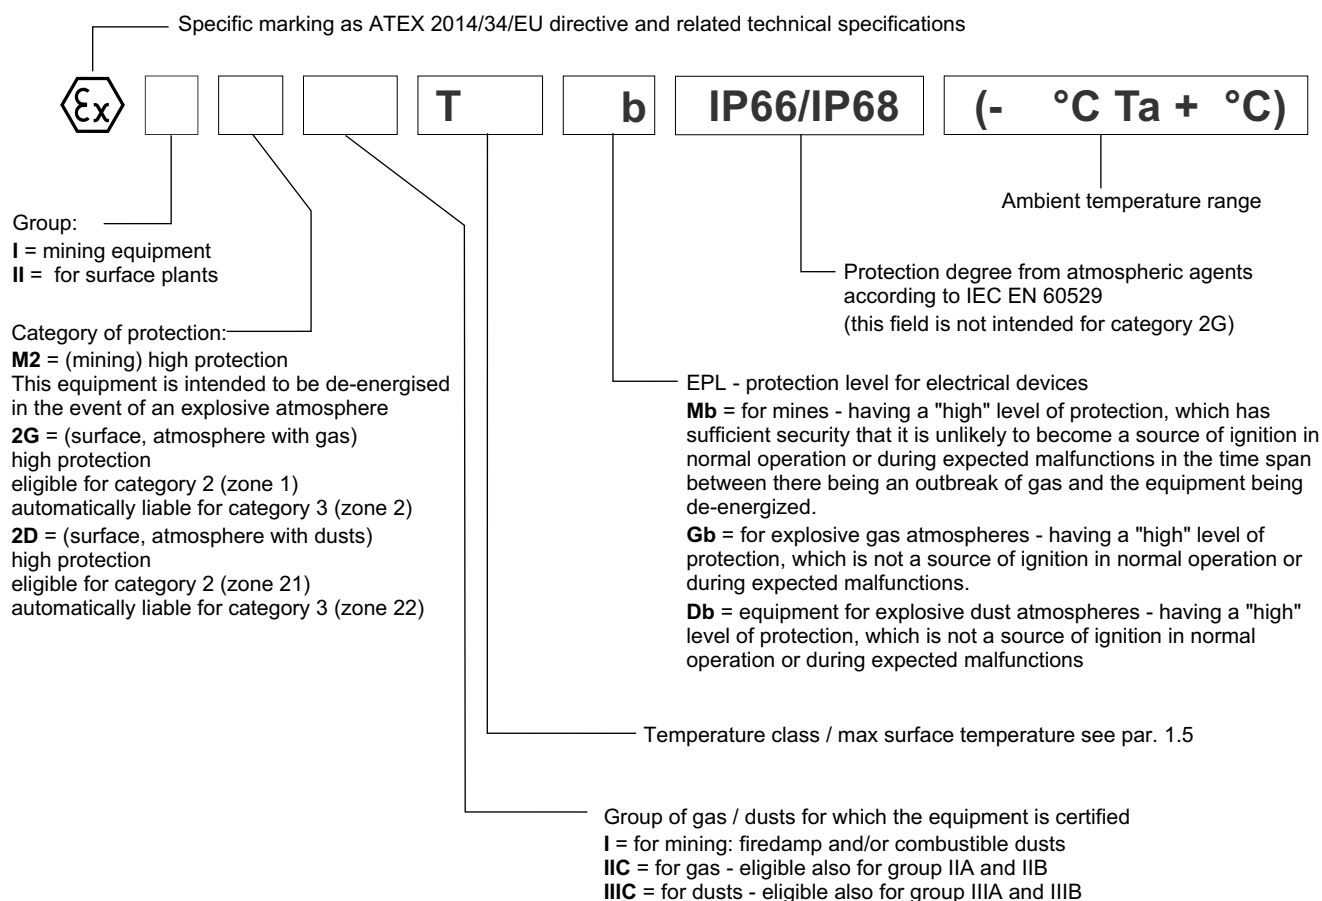 Specific marking as ATEX 2014/34/EU directive and related technical specifications
Ex
T
b
IP66/IP68
(- °C Ta + °C)
Ambient temperature range
Group:
I = mining equipment
II = for surface plants
Protection degree from atmospheric agents
according to IEC EN 60529
(this field is not intended for category 2G)
Category of protection:
M2 = (mining) high protection
This equipment is intended to be de-energised
in the event of an explosive atmosphere
2G = (surface, atmosphere with gas)
high protection
eligible for category 2 (zone 1)
automatically liable for category 3 (zone 2)
2D = (surface, atmosphere with dusts)
high protection
eligible for category 2 (zone 21)
automatically liable for category 3 (zone 22)
EPL - protection level for electrical devices
Mb = for mines - having a "high" level of protection, which has
sufficient security that it is unlikely to become a source of ignition in
normal operation or during expected malfunctions in the time span
between there being an outbreak of gas and the equipment being
de-energized.
Gb = for explosive gas atmospheres - having a "high" level of
protection, which is not a source of ignition in normal operation or
during expected malfunctions.
Db = equipment for explosive dust atmospheres - having a "high"
level of protection, which is not a source of ignition in normal
operation or during expected malfunctions
Temperature class / max surface temperature see par. 1.5
Group of gas / dusts for which the equipment is certified
I = for mining: firedamp and/or combustible dusts
IIC = for gas - eligible also for group IIA and IIB
IIIC = for dusts - eligible also for group IIIA and IIIB